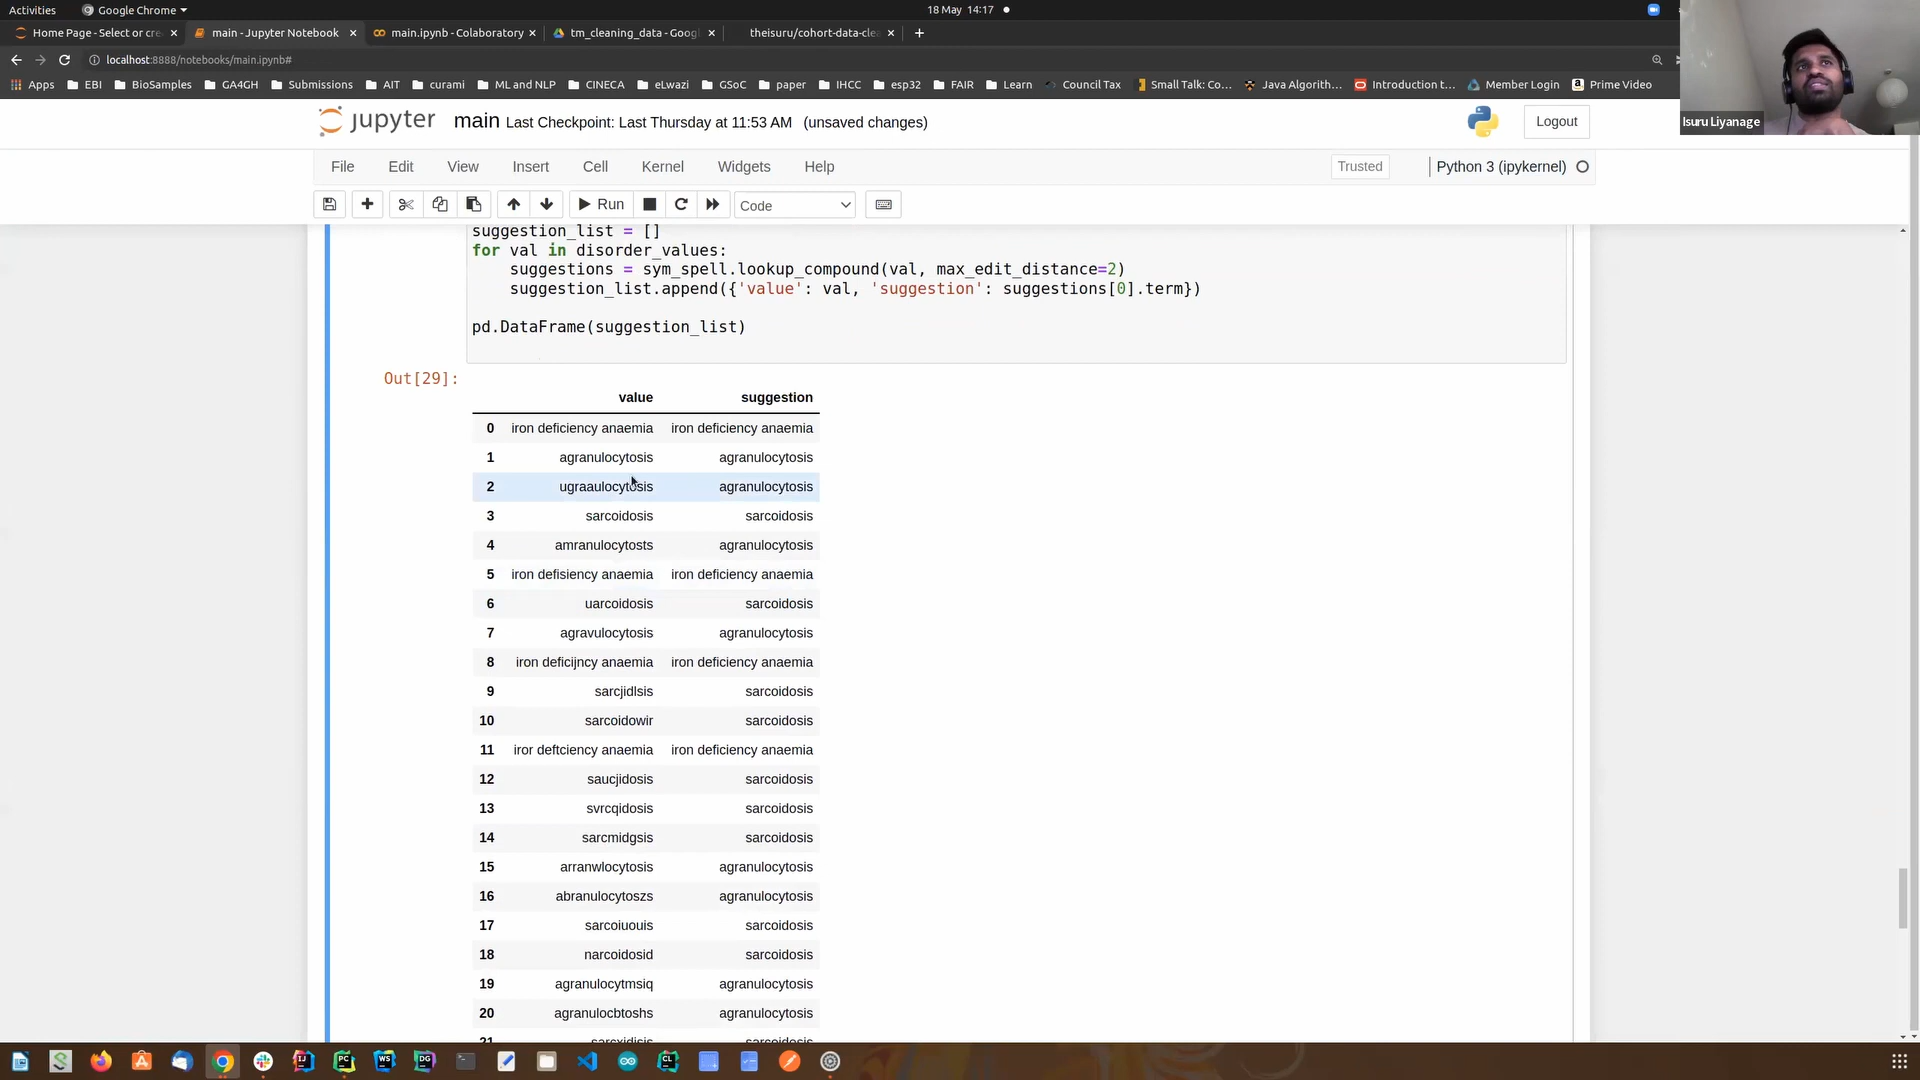 Activities
Google Chrome
18 May 14:17
Home Page - Select or cre
main - Jupyter Notebook
main.ipynb - Colaboratory
tm_cleaning_data - Goog
theisuru/cohort-data-clea
localhost:8888/notebooks/main.ipynb#
Apps EBI BioSamples GA4GH Submissions AIT curami ML and NLP CINECA eLwazi GSoC paper IHCC esp32 FAIR Learn Council Tax Small Talk: Co... Java Algorith... Introduction t... Member Login Prime Video
Isuru Liyanage
jupyter main Last Checkpoint: Last Thursday at 11:53 AM (unsaved changes)
Logout
File Edit View Insert Cell Kernel Widgets Help
Trusted
Python 3 (ipykernel)
Run
Code
suggestion_list = []
for val in disorder_values:
    suggestions = sym_spell.lookup_compound(val, max_edit_distance=2)
    suggestion_list.append({'value': val, 'suggestion': suggestions[0].term})
pd.DataFrame(suggestion_list)
Out[29]:
value suggestion
0 iron deficiency anaemia iron deficiency anaemia
1 agranulocytosis agranulocytosis
2 ugraaulocytosis agranulocytosis
3 sarcoidosis sarcoidosis
4 amranulocytosts agranulocytosis
5 iron defisiency anaemia iron deficiency anaemia
6 uarcoidosis sarcoidosis
7 agravulocytosis agranulocytosis
8 iron deficijncy anaemia iron deficiency anaemia
9 sarcjidlsis sarcoidosis
10 sarcoidowir sarcoidosis
11 iror deftciency anaemia iron deficiency anaemia
12 saucjidosis sarcoidosis
13 svrcqidosis sarcoidosis
14 sarcmidgsis sarcoidosis
15 arranwlocytosis agranulocytosis
16 abranulocytoszs agranulocytosis
17 sarcoiuouis sarcoidosis
18 narcoidosid sarcoidosis
19 agranulocytmsiq agranulocytosis
20 agranulocbtoshs agranulocytosis